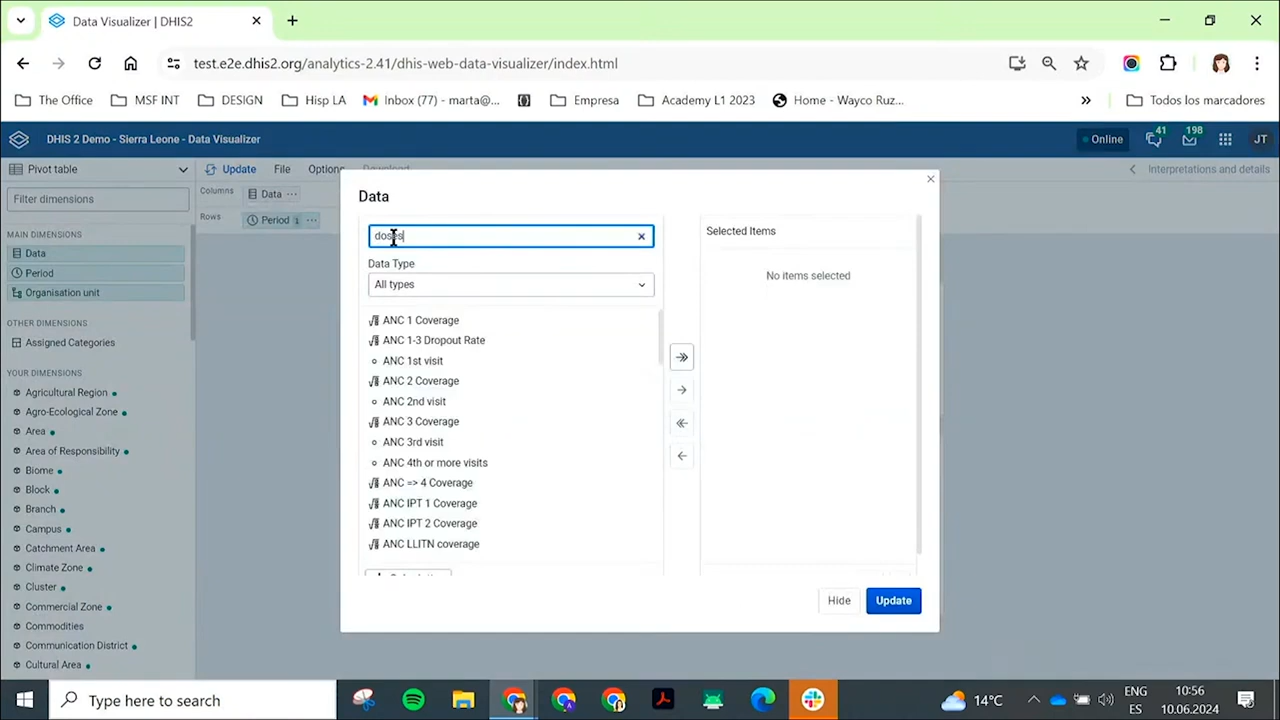 Data Visualizer | DHIS2
test.e2e.dhis2.org/analytics-2.41/dhis-web-data-visualizer/index.html
The Office
MSF INT
DESIGN
Hisp LA
Inbox (77) - marta@...
Empresa
Academy L1 2023
Home - Wayco Ruz...
Todos los marcadores
DHIS 2 Demo - Sierra Leone - Data Visualizer
Online
41
198
JT
Pivot table
Update
File
Options
Download
Interpretations and details
Filter dimensions
Columns
Data
Rows
Period 1
MAIN DIMENSIONS
Data
Period
Organisation unit
OTHER DIMENSIONS
Assigned Categories
YOUR DIMENSIONS
Agricultural Region
Agro-Ecological Zone
Area
Area of Responsibility
Biome
Block
Branch
Campus
Catchment Area
Climate Zone
Cluster
Commercial Zone
Commodities
Communication District
Cultural Area
Data
doses
Data Type
All types
ANC 1 Coverage
ANC 1-3 Dropout Rate
ANC 1st visit
ANC 2 Coverage
ANC 2nd visit
ANC 3 Coverage
ANC 3rd visit
ANC 4th or more visits
ANC => 4 Coverage
ANC IPT 1 Coverage
ANC IPT 2 Coverage
ANC LLITN coverage
Selected Items
No items selected
Hide
Update
Type here to search
14°C
ENG
ES
10:56
10.06.2024